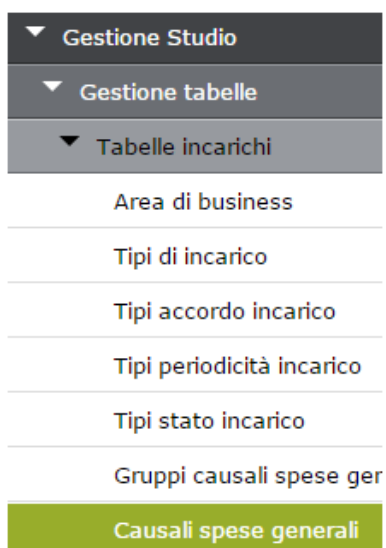 Gestione Studio
Gestione tabelle
Tabelle incarichi
Area di business
Tipi di incarico
Tipi accordo incarico
Tipi periodicità incarico
Tipi stato incarico
Gruppi causali spese ger
Causali spese generali